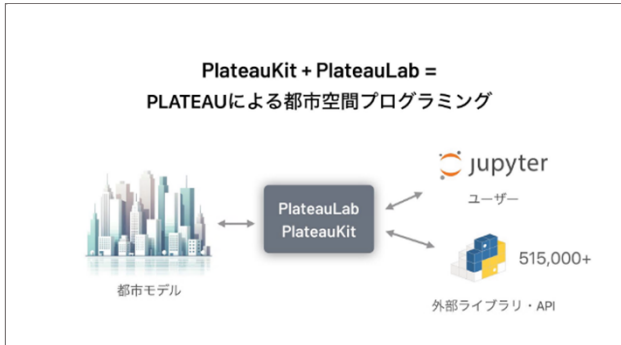 PlateauKit + PlateauLab =
PLATEAUによる都市空間プログラミング
jupyter
ユーザー
PlateauLab
PlateauKit
515,000+
都市モデル
外部ライブラリ・API